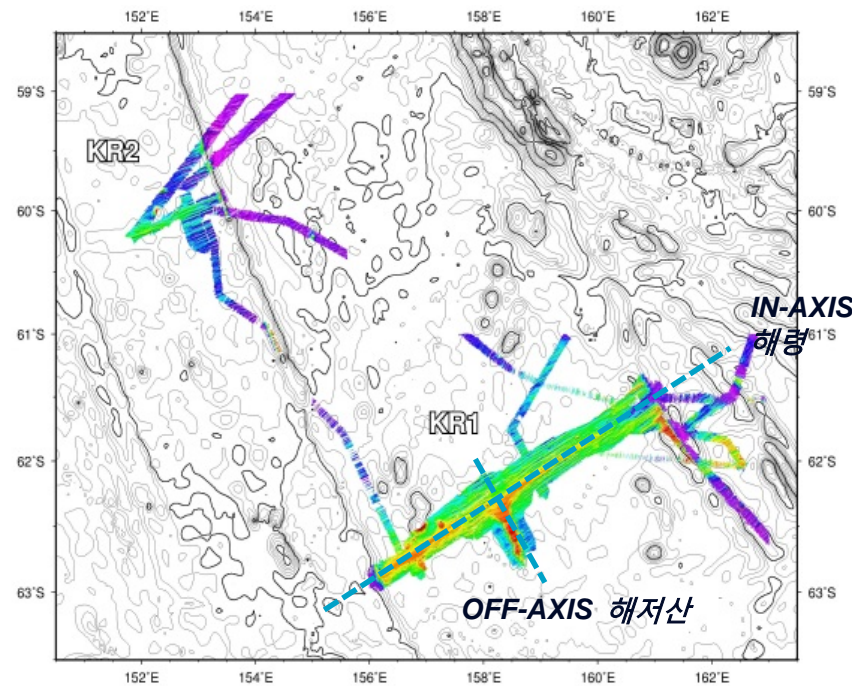 152°E 154°E 156°E 158°E 160°E 162°E
59°S 59°S
KR2
60°S 60°S
IN-AXIS
61°S 61°S
해령
KR1
62°S 62°S
63°S 63°S
OFF-AXIS 해저산
152°E 154°E 156°E 158°E 160°E 162°E